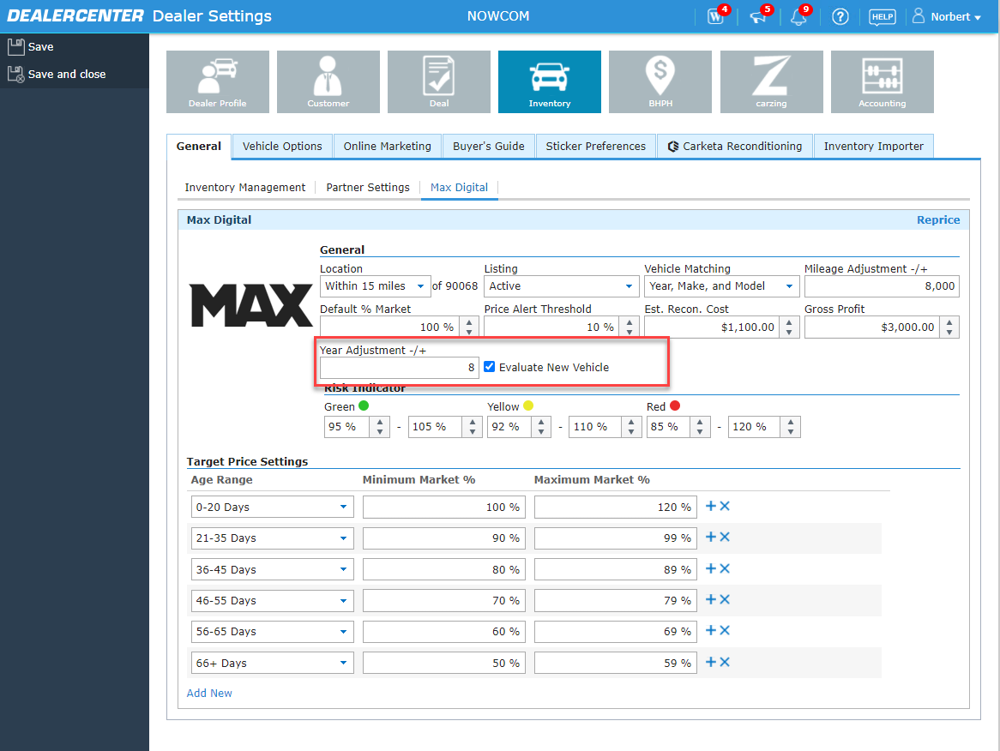 DEALERCENTER Dealer Settings NOWCOM W 4 5 9 ? HELP Norbert
Save
Save and close
Dealer Profile Customer Deal Inventory BHPH carzing Accounting
General Vehicle Options Online Marketing Buyer's Guide Sticker Preferences Carketa Reconditioning Inventory Importer
Inventory Management Partner Settings Max Digital
Max Digital Reprice
General
Location Listing Vehicle Matching Mileage Adjustment -/+
Within 15 miles of 90068 Active Year, Make, and Model 8,000
MAX
Default % Market Price Alert Threshold Est. Recon. Cost Gross Profit
100 % 10 % $1,100.00 $3,000.00
Year Adjustment -/+
8 Evaluate New Vehicle
Risk Indicator
Green Yellow Red
95 % - 105 % 92 % - 110 % 85 % - 120 %
Target Price Settings
Age Range Minimum Market % Maximum Market %
0-20 Days 100 % 120 %
21-35 Days 90 % 99 %
36-45 Days 80 % 89 %
46-55 Days 70 % 79 %
56-65 Days 60 % 69 %
66+ Days 50 % 59 %
Add New